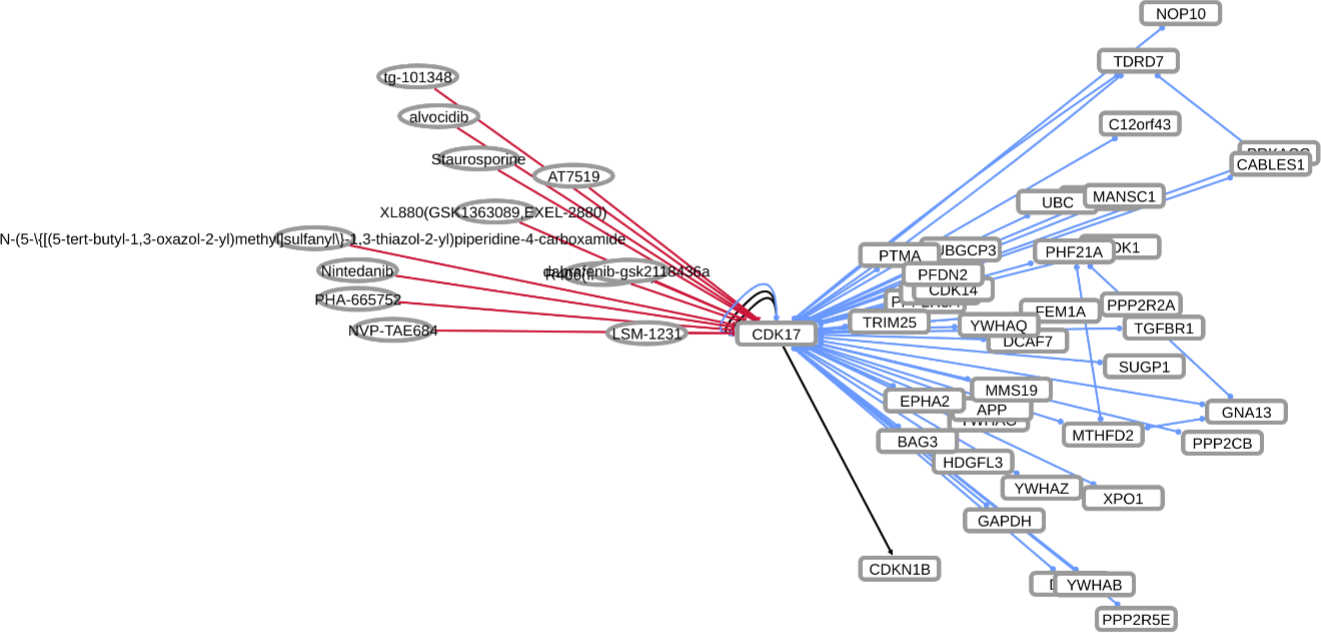 NOP10
TDRD7
tg-101348
alvocidib
C12orf43
Staurosporine
CABLES1
AT7519
MANSC1
UBC
XL880(GSK1363089,EXEL-2880)
N-(5-\{[(5-tert-butyl-1,3-oxazol-2-yl)methyl]sulfanyl\}-1,3-thiazol-2-yl)piperidine-4-carboxamide
PTMA
UBGCP3
PHF21A
DK1
Nintedanib
dabrafenib-gsk2118436a
PFDN2
CDK14
PHA-665752
PPP2R2A
FEM1A
TRIM25
YWHAQ
TGFBR1
NVP-TAE684
LSM-1231
CDK17
DCAF7
SUGP1
MMS19
EPHA2
APP
GNA13
MTHFD2
BAG3
PPP2CB
HDGFL3
YWHAZ
XPO1
GAPDH
CDKN1B
YWHAB
PPP2R5E